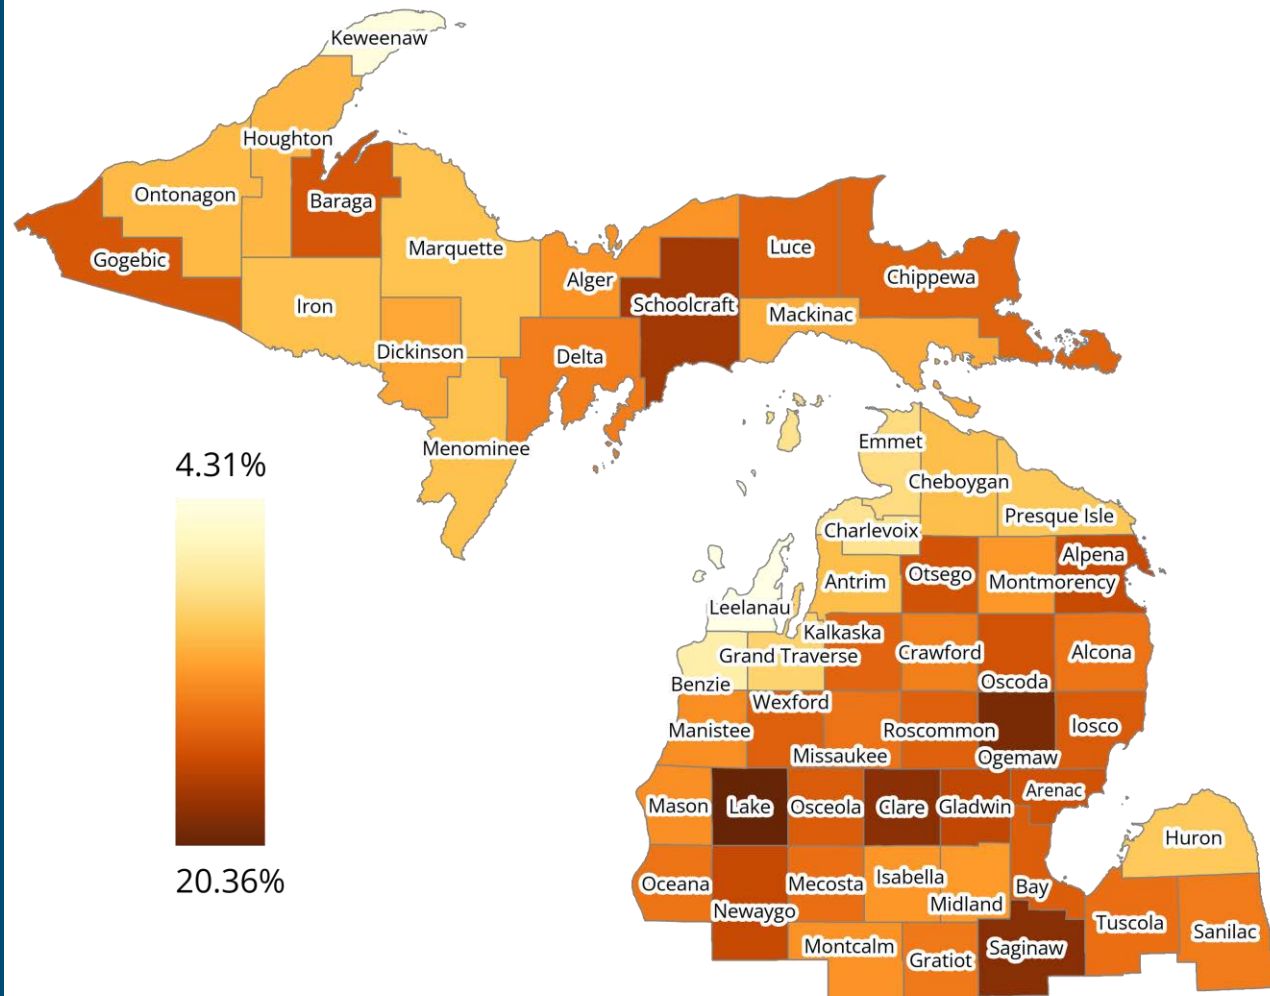 Keweenaw
Houghton
Ontonagon
Baraga
Gogebic
Marquette
Iron
Alger
Luce
Chippewa
Schoolcraft
Mackinac
Dickinson
Delta
Menominee
4.31%
20.36%
Emmet
Cheboygan
Presque Isle
Charlevoix
Alpena
Antrim
Otsego
Montmorency
Leelanau
Kalkaska
Grand Traverse
Crawford
Alcona
Benzie
Oscoda
Wexford
Manistee
Missaukee
Roscommon
Ogemaw
Iosco
Mason
Lake
Osceola
Clare
Gladwin
Arenac
Huron
Oceana
Newaygo
Mecosta
Isabella
Midland
Bay
Tuscola
Sanilac
Montcalm
Gratiot
Saginaw